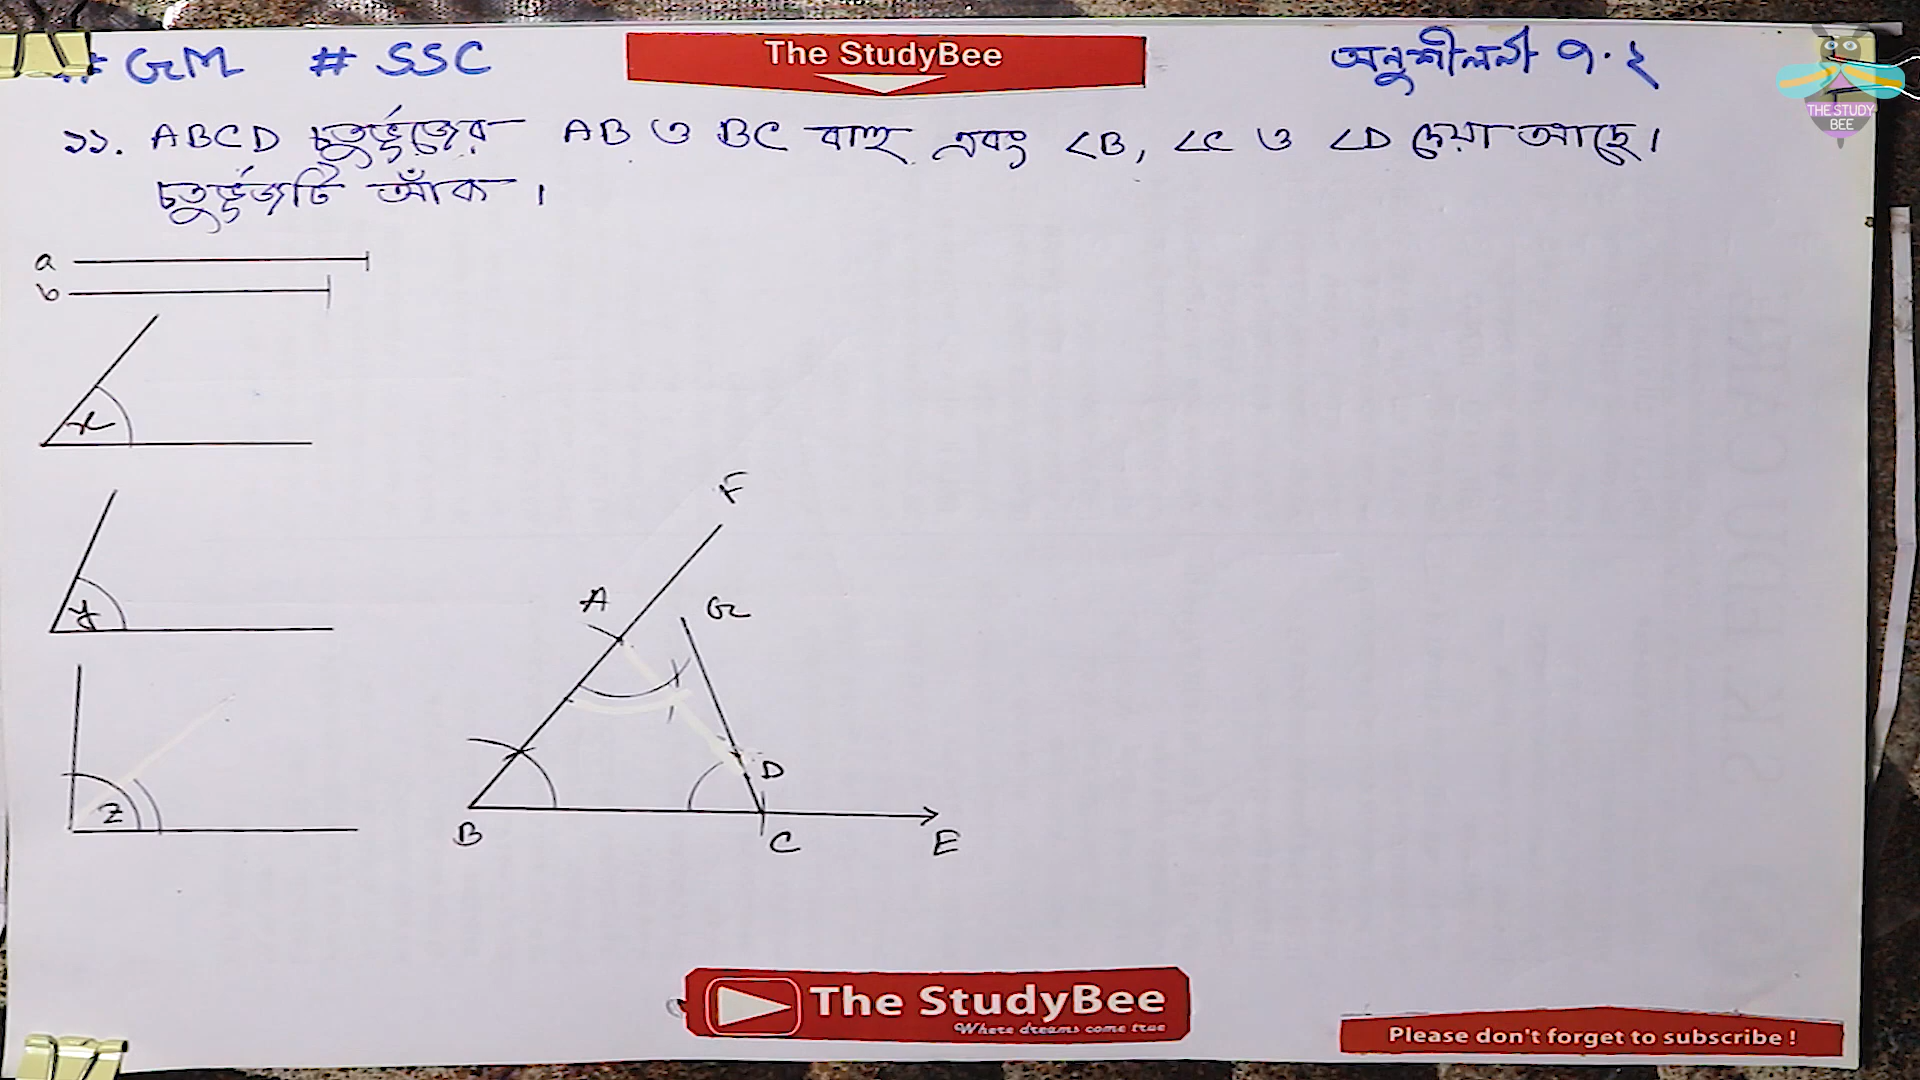 # GM # SSC
The StudyBee
অনুশীলনী ৭.২
THE STUDY
BEE
১১. ABCD চতুর্ভুজের AB ও BC বাহু এবং ∠B, ∠C ও ∠D দেয়া আছে।
চতুর্ভুজটি আঁক।
a
b
x
y
z
F
A
G
D
B
C
E
The StudyBee
Where dreams come true
Please don't forget to subscribe !